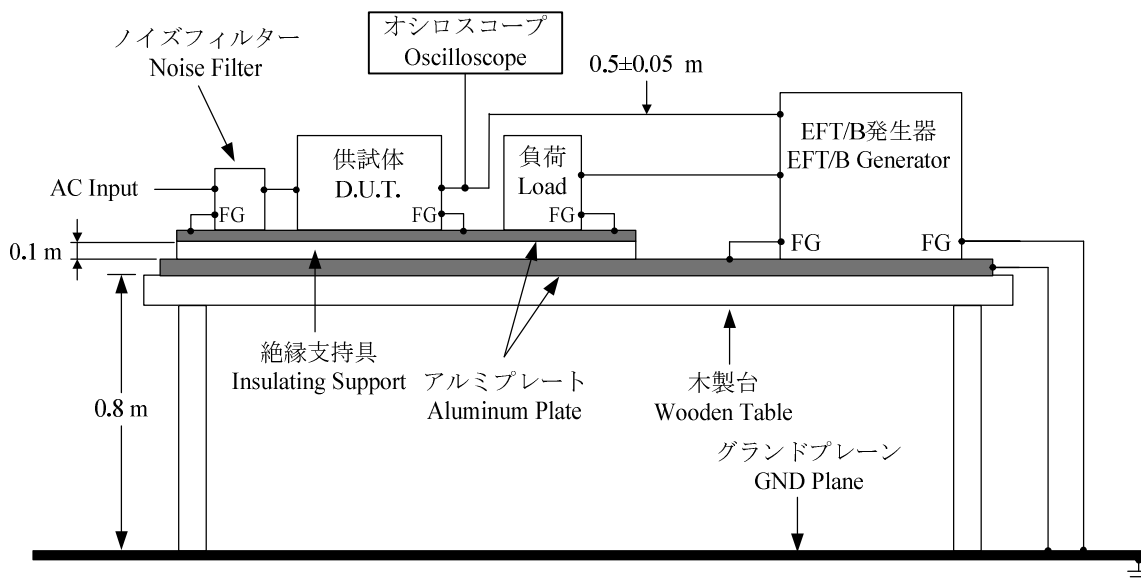 ノイズフィルター
Noise Filter
オシロスコープ
Oscilloscope
0.5±0.05 m
EFT/B発生器
EFT/B Generator
供試体
D.U.T.
負荷
Load
AC Input
FG
FG
FG
FG
FG
0.1 m
絶縁支持具
Insulating Support
アルミプレート
Aluminum Plate
木製台
Wooden Table
0.8 m
グランドプレーン
GND Plane